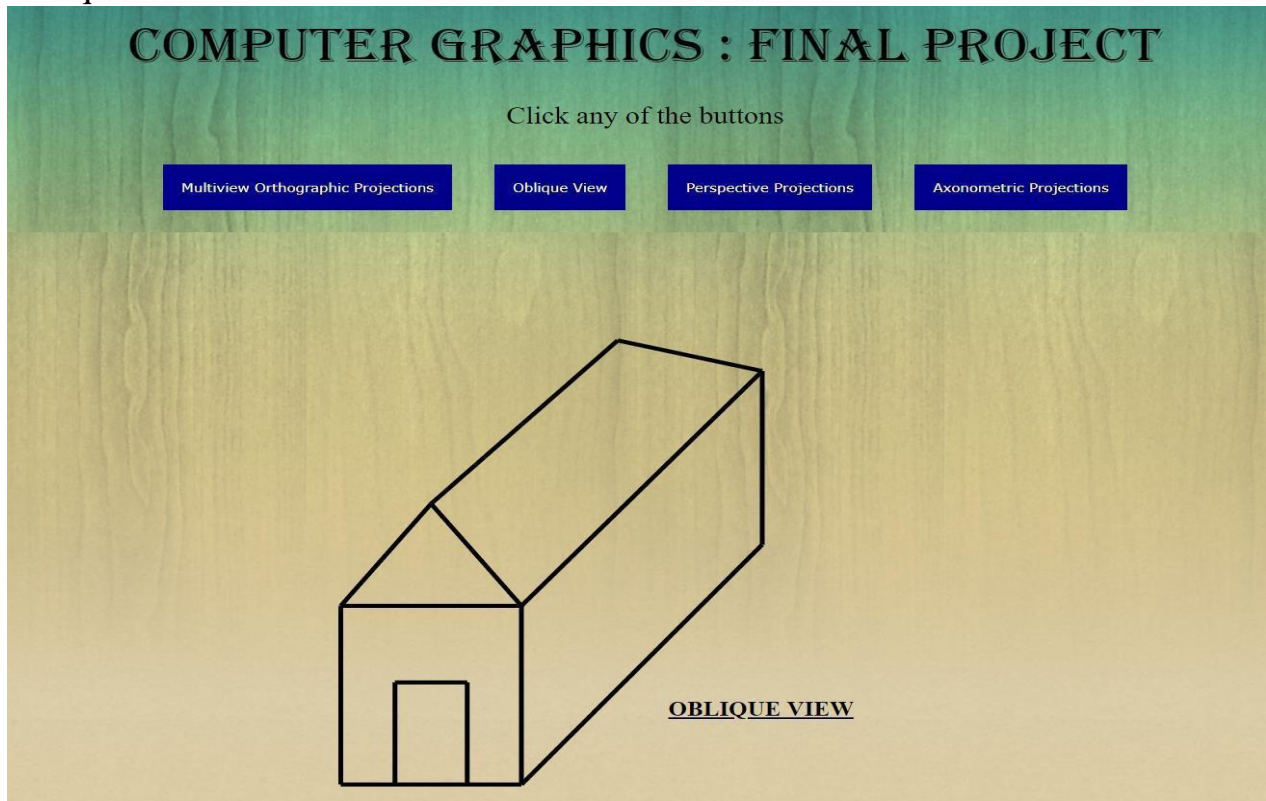 COMPUTER GRAPHICS : FINAL PROJECT
Click any of the buttons
Multiview Orthographic Projections Oblique View Perspective Projections Axonometric Projections
OBLIQUE VIEW